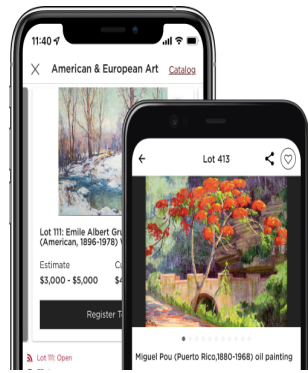 11:40
American & European Art Catalog
Lot 111: Emile Albert Gru
(American, 1896-1978)
Estimate
$3,000 - $5,000
Register
Lot 111: Open
Lot 413
Miguel Pou (Puerto Rico,1880-1968) oil painting